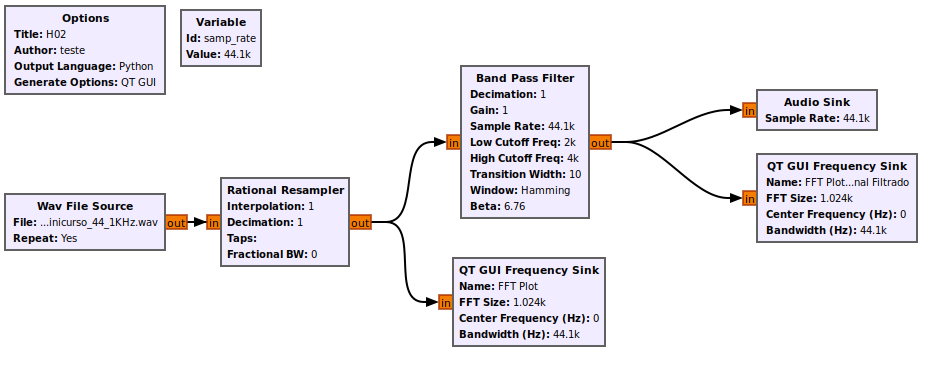 Options
Title: H02
Author: teste
Output Language: Python
Generate Options: QT GUI
Variable
Id: samp_rate
Value: 44.1k
Wav File Source
File: ...inicurso_44_1KHz.wav
Repeat: Yes
out
in
Rational Resampler
Interpolation: 1
Decimation: 1
Taps:
Fractional BW: 0
out
in
Band Pass Filter
Decimation: 1
Gain: 1
Sample Rate: 44.1k
Low Cutoff Freq: 2k
High Cutoff Freq: 4k
Transition Width: 10
Window: Hamming
Beta: 6.76
out
in
QT GUI Frequency Sink
Name: FFT Plot
FFT Size: 1.024k
Center Frequency (Hz): 0
Bandwidth (Hz): 44.1k
in
Audio Sink
Sample Rate: 44.1k
in
QT GUI Frequency Sink
Name: FFT Plot...nal Filtrado
FFT Size: 1.024k
Center Frequency (Hz): 0
Bandwidth (Hz): 44.1k